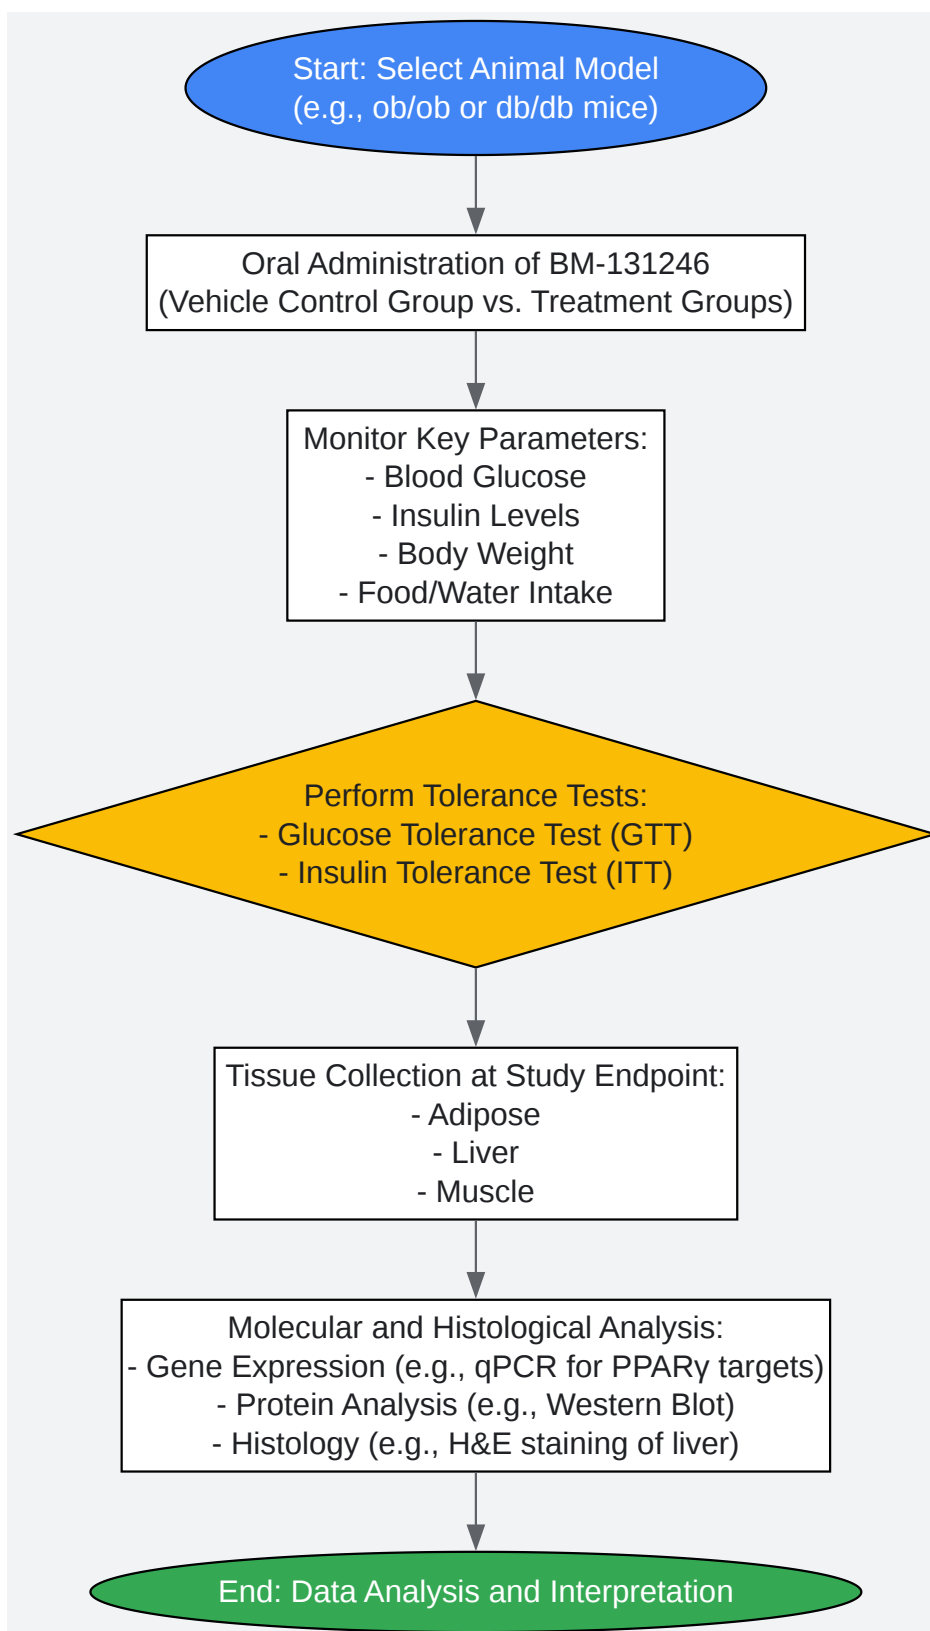 Start: Select Animal Model
(e.g., ob/ob or db/db mice)
Oral Administration of BM-131246
(Vehicle Control Group vs. Treatment Groups)
Monitor Key Parameters:
- Blood Glucose
- Insulin Levels
- Body Weight
- Food/Water Intake
Perform Tolerance Tests:
- Glucose Tolerance Test (GTT)
- Insulin Tolerance Test (ITT)
Tissue Collection at Study Endpoint:
- Adipose
- Liver
- Muscle
Molecular and Histological Analysis:
- Gene Expression (e.g., qPCR for PPARγ targets)
- Protein Analysis (e.g., Western Blot)
- Histology (e.g., H&E staining of liver)
End: Data Analysis and Interpretation